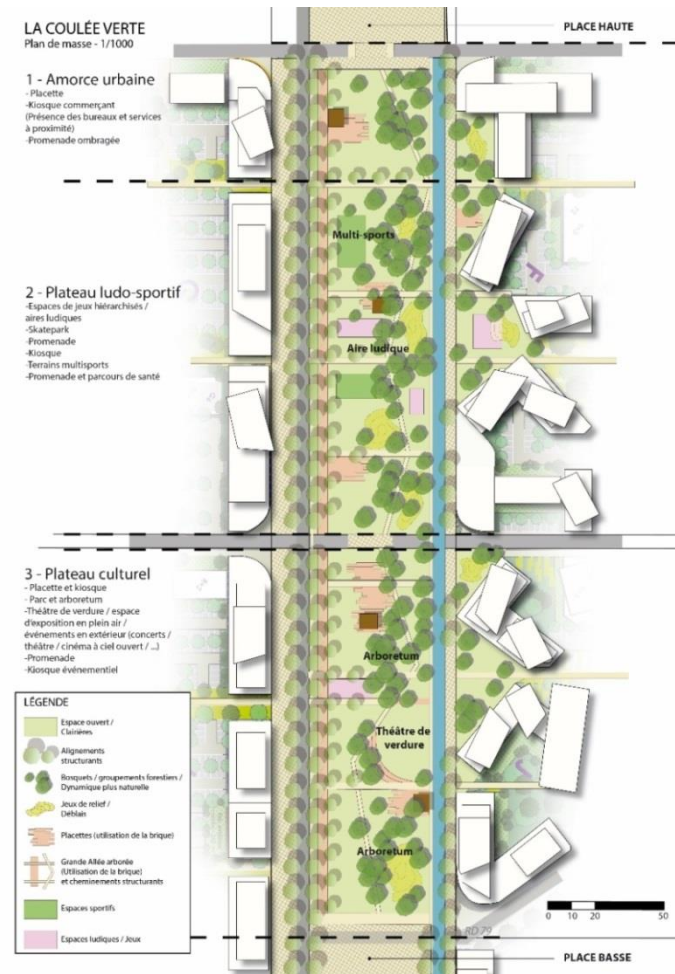 LA COULÉE VERTE
Plan de masse - 1/1000
PLACE HAUTE
1 - Amorce urbaine
- Placette
-Kiosque commerçant
(Présence des bureaux et services
à proximité)
-Promenade ombragée
Multi-sports
2 - Plateau ludo-sportif
-Espaces de jeux hiérarchisés /
aires ludiques
-Skatepark
-Promenade
-Kiosque
-Terrains multisports
-Promenade et parcours de santé
Aire ludique
3 - Plateau culturel
- Placette et kiosque
- Parc et arboretum
-Théâtre de verdure / espace
d'exposition en plein air /
événements en extérieur (concerts /
théâtre / cinéma à ciel ouvert / ...)
-Promenade
-Kiosque événementiel
Arboretum
Théâtre de
verdure
Arboretum
LÉGENDE
Espace ouvert /
Clairières
Alignements
structurants
Bosquets / groupements forestiers /
Dynamique plus naturelle
Jeux de relief /
Déblais
Placettes (utilisation de la brique)
Grande Allée arborée
(Utilisation de la brique)
et cheminements structurants
Espaces sportifs
Espaces ludiques / Jeux
0 10 20 50
RD 79
PLACE BASSE